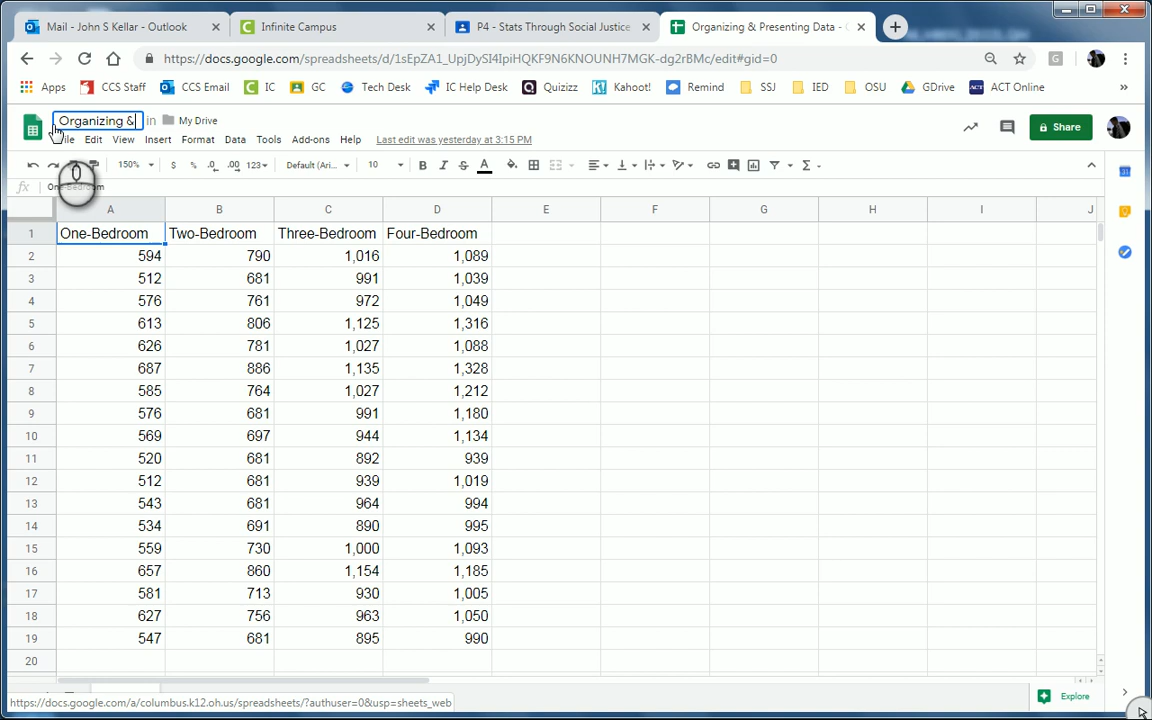 Mail - John S Kellar - Outlook Infinite Campus P4 - Stats Through Social Justice Organizing & Presenting Data -
https://docs.google.com/spreadsheets/d/1sEpZA1_UpjDySI4IpiHQKF9N6KNOUNH7MGK-dg2rBMc/edit#gid=0
Apps CCS Staff CCS Email IC GC Tech Desk IC Help Desk Quizizz Kahoot! Remind SSJ IED OSU GDrive ACT Online
Organizing & in My Drive
File Edit View Insert Format Data Tools Add-ons Help Last edit was yesterday at 3:15 PM Share
150% $ % .0 .00 123 Default (Ari... 10 B I S A
fx One-Bedroom
A B C D E F G H I J
1 One-Bedroom Two-Bedroom Three-Bedroom Four-Bedroom
2 594 790 1,016 1,089
3 512 681 991 1,039
4 576 761 972 1,049
5 613 806 1,125 1,316
6 626 781 1,027 1,088
7 687 886 1,135 1,328
8 585 764 1,027 1,212
9 576 681 991 1,180
10 569 697 944 1,134
11 520 681 892 939
12 512 681 939 1,019
13 543 681 964 994
14 534 691 890 995
15 559 730 1,000 1,093
16 657 860 1,154 1,185
17 581 713 930 1,005
18 627 756 963 1,050
19 547 681 895 990
20
https://docs.google.com/a/columbus.k12.oh.us/spreadsheets/?authuser=0&usp=sheets_web Explore